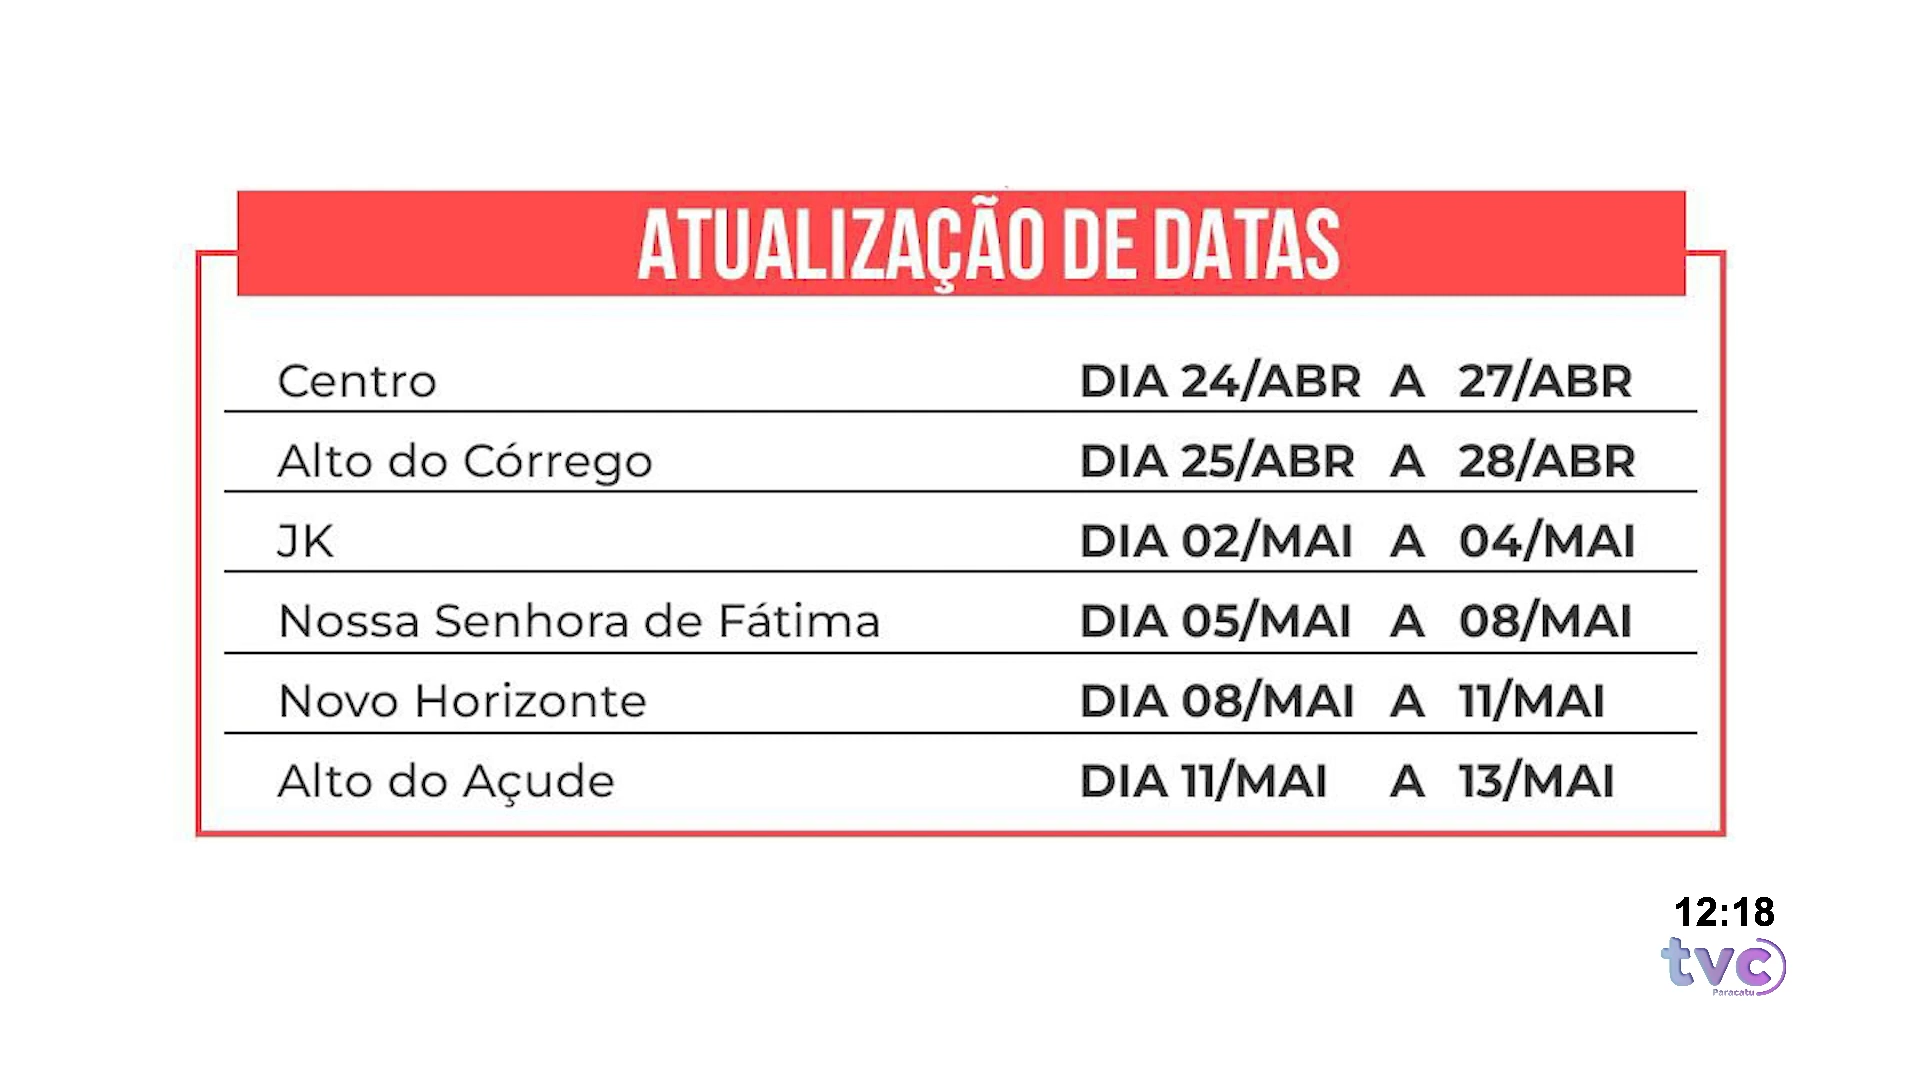 ATUALIZAÇÃO DE DATAS
Centro DIA 24/ABR A 27/ABR
Alto do Córrego DIA 25/ABR A 28/ABR
JK DIA 02/MAI A 04/MAI
Nossa Senhora de Fátima DIA 05/MAI A 08/MAI
Novo Horizonte DIA 08/MAI A 11/MAI
Alto do Açude DIA 11/MAI A 13/MAI
12:18
tvc
Paracatu